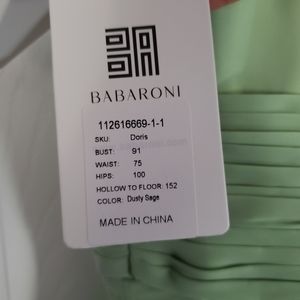 BABARONI
112616669-1-1
SKU: Doris
BUST: 91
WAIST: 75
HIPS: 100
HOLLOW TO FLOOR: 152
COLOR: Dusty Sage
MADE IN CHINA